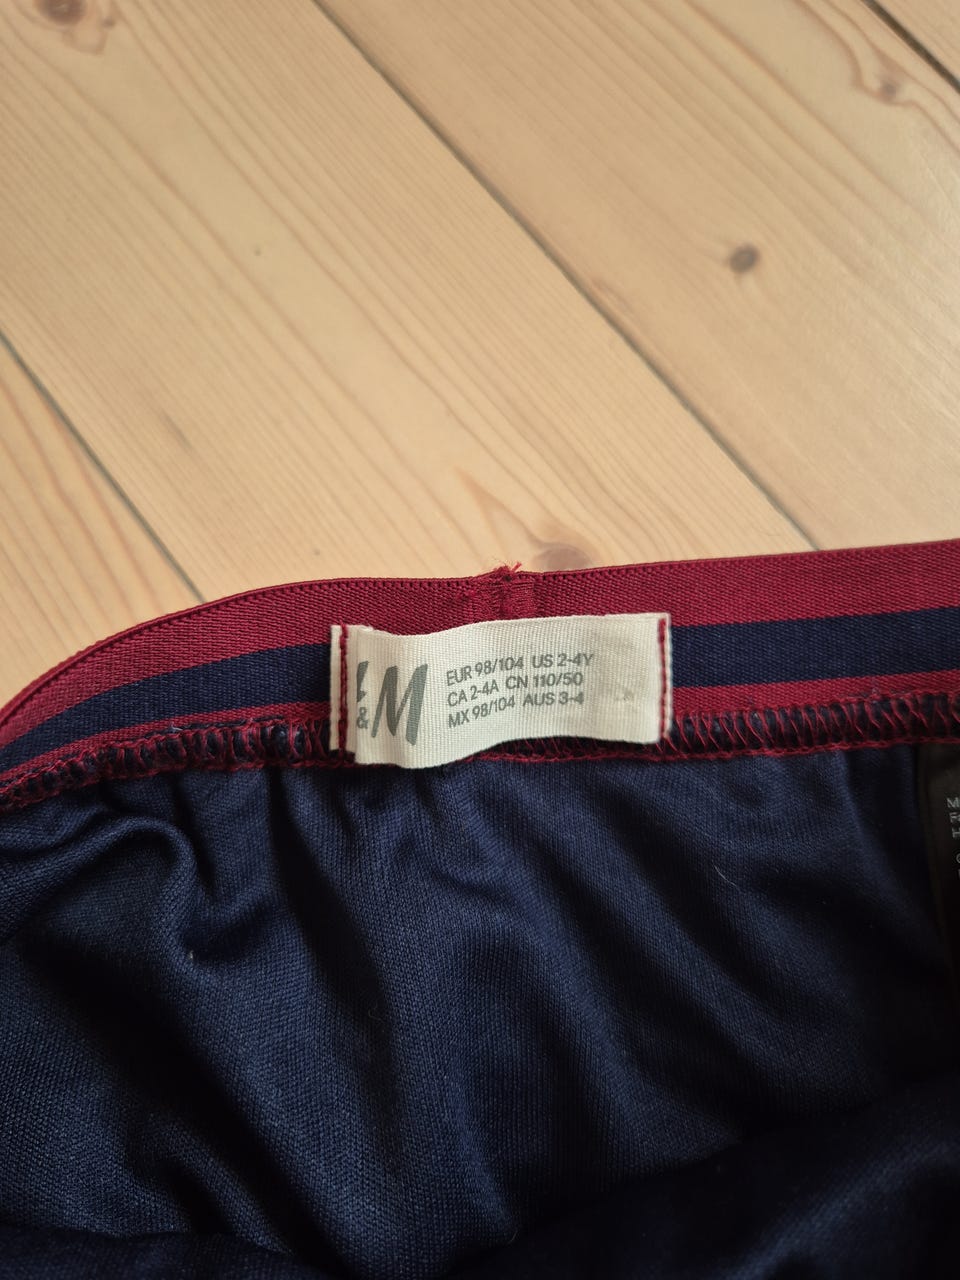 &M
EUR 98/104 US 2-4Y
CA 2-4A CN 110/50
MX 98/104 AUS 3-4